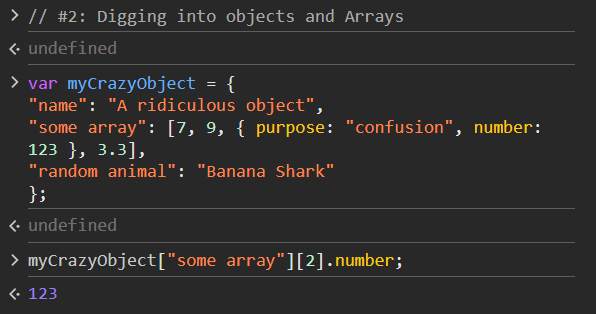 > // #2: Digging into objects and Arrays
<· undefined
> var myCrazyObject = {
"name": "A ridiculous object",
"some array": [7, 9, { purpose: "confusion", number:
123 }, 3.3],
"random animal": "Banana Shark"
};
<· undefined
> myCrazyObject["some array"][2].number;
<· 123